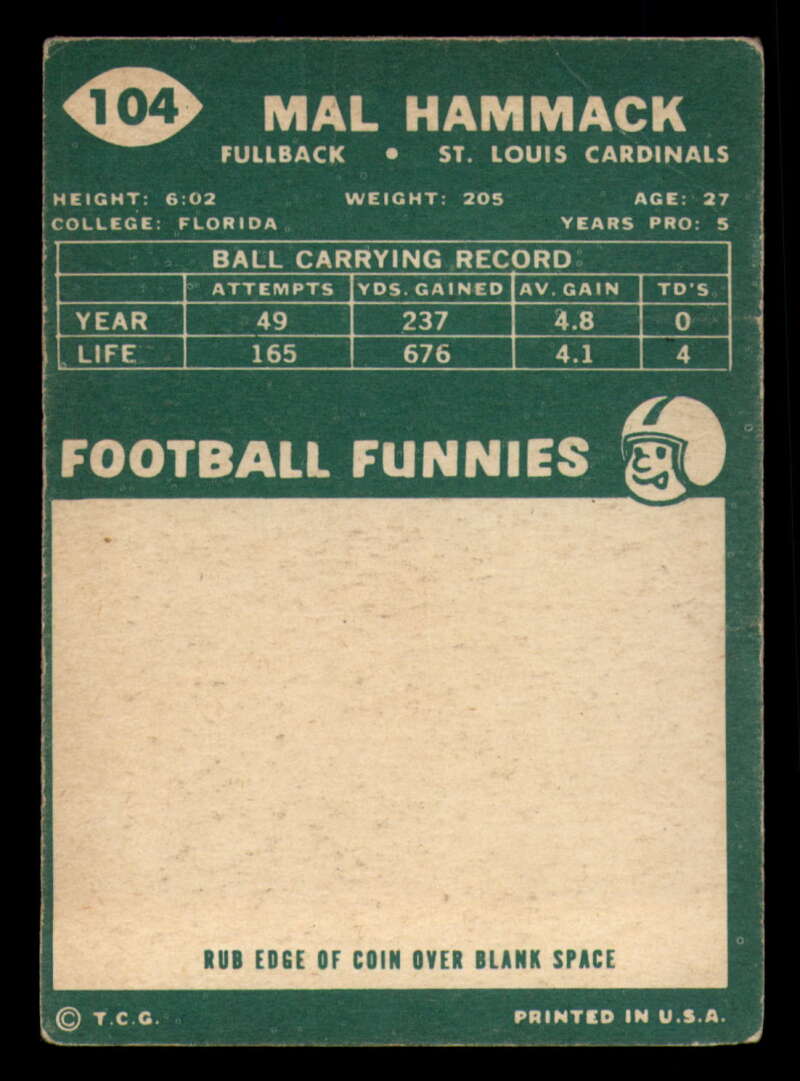 104
MAL HAMMACK
FULLBACK • ST. LOUIS CARDINALS
HEIGHT: 6:02 WEIGHT: 205 AGE: 27
COLLEGE: FLORIDA YEARS PRO: 5
BALL CARRYING RECORD
ATTEMPTS YDS. GAINED AV. GAIN TD'S
YEAR 49 237 4.8 0
LIFE 165 676 4.1 4
FOOTBALL FUNNIES
RUB EDGE OF COIN OVER BLANK SPACE
© T.C.G. PRINTED IN U.S.A.